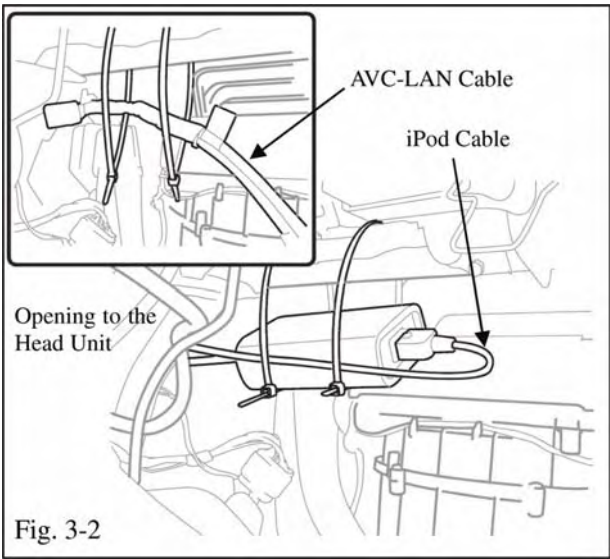 AVC-LAN Cable
iPod Cable
Opening to the
Head Unit
Fig. 3-2